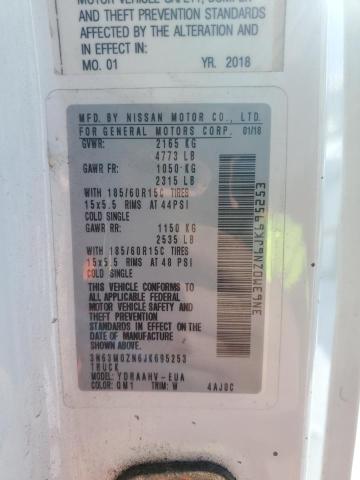 MOTOR VEHICLE SAFETY, BUMPER
AND THEFT PREVENTION STANDARDS
AFFECTED BY THE ALTERATION AND
IN EFFECT IN:
MO. 01 YR. 2018
MFD. BY NISSAN MOTOR CO., LTD.
FOR GENERAL MOTORS CORP. 01/18
GVWR: 2165 KG
4773 LB
GAWR FR: 1050 KG
2315 LB
WITH 185/60R15C TIRES
15x5.5 RIMS AT 44PSI
COLD SINGLE
GAWR RR: 1150 KG
2535 LB
WITH 185/60R15C TIRES
15x5.5 RIMS AT 48 PSI
COLD SINGLE
THIS VEHICLE CONFORMS TO
ALL APPLICABLE FEDERAL
MOTOR VEHICLE SAFETY AND
THEFT PREVENTION
STANDARDS IN EFFECT ON
THE DATE OF MANUFACTURE
SHOWN ABOVE.
3N63M0ZN6JK695253
TRUCK
MODEL: YDRAAHV-EUA
COLOR: QM1 TRIM: W 4AJ0C
3N63M0ZN6JK695253